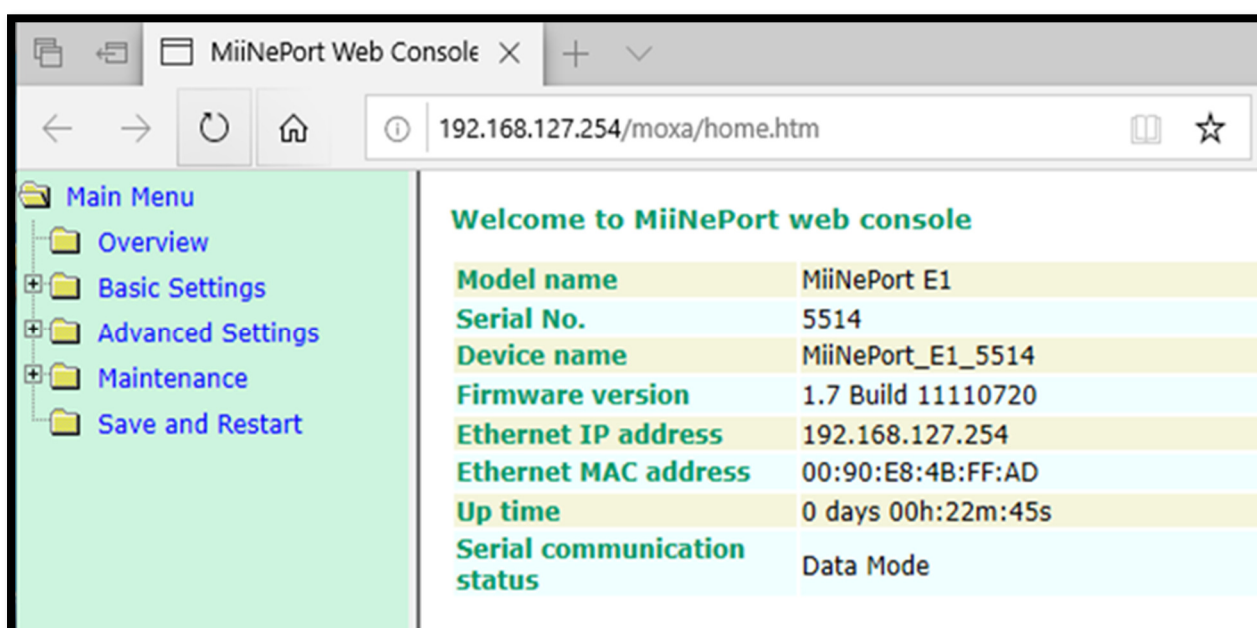 MiiNePort Web Console
192.168.127.254/moxa/home.htm
Main Menu
Overview
Basic Settings
Advanced Settings
Maintenance
Save and Restart
Welcome to MiiNePort web console
Model name MiiNePort E1
Serial No. 5514
Device name MiiNePort_E1_5514
Firmware version 1.7 Build 11110720
Ethernet IP address 192.168.127.254
Ethernet MAC address 00:90:E8:4B:FF:AD
Up time 0 days 00h:22m:45s
Serial communication
status Data Mode